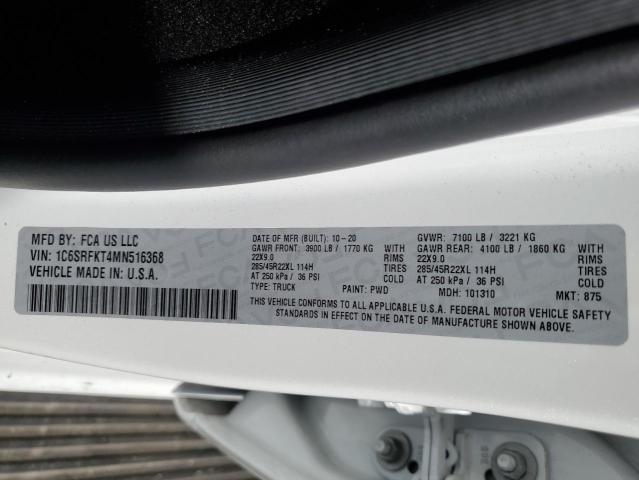 MFD BY: FCA US LLC
VIN: 1C6SRFKT4MN516368
VEHICLE MADE IN U.S.A.
DATE OF MFR (BUILT): 10-20 GVWR: 7100 LB / 3221 KG
GAWR FRONT: 3900 LB / 1770 KG GAWR REAR: 4100 LB / 1860 KG
22X9.0 RIMS 22X9.0 RIMS
285/45R22XL 114H TIRES 285/45R22XL 114H TIRES
AT 250 kPa / 36 PSI AT 250 kPa / 36 PSI
TYPE: TRUCK PAINT: PWD MDH: 101310 MKT: 875
THIS VEHICLE CONFORMS TO ALL APPLICABLE U.S.A. FEDERAL MOTOR VEHICLE SAFETY
STANDARDS IN EFFECT ON THE DATE OF MANUFACTURE SHOWN ABOVE.